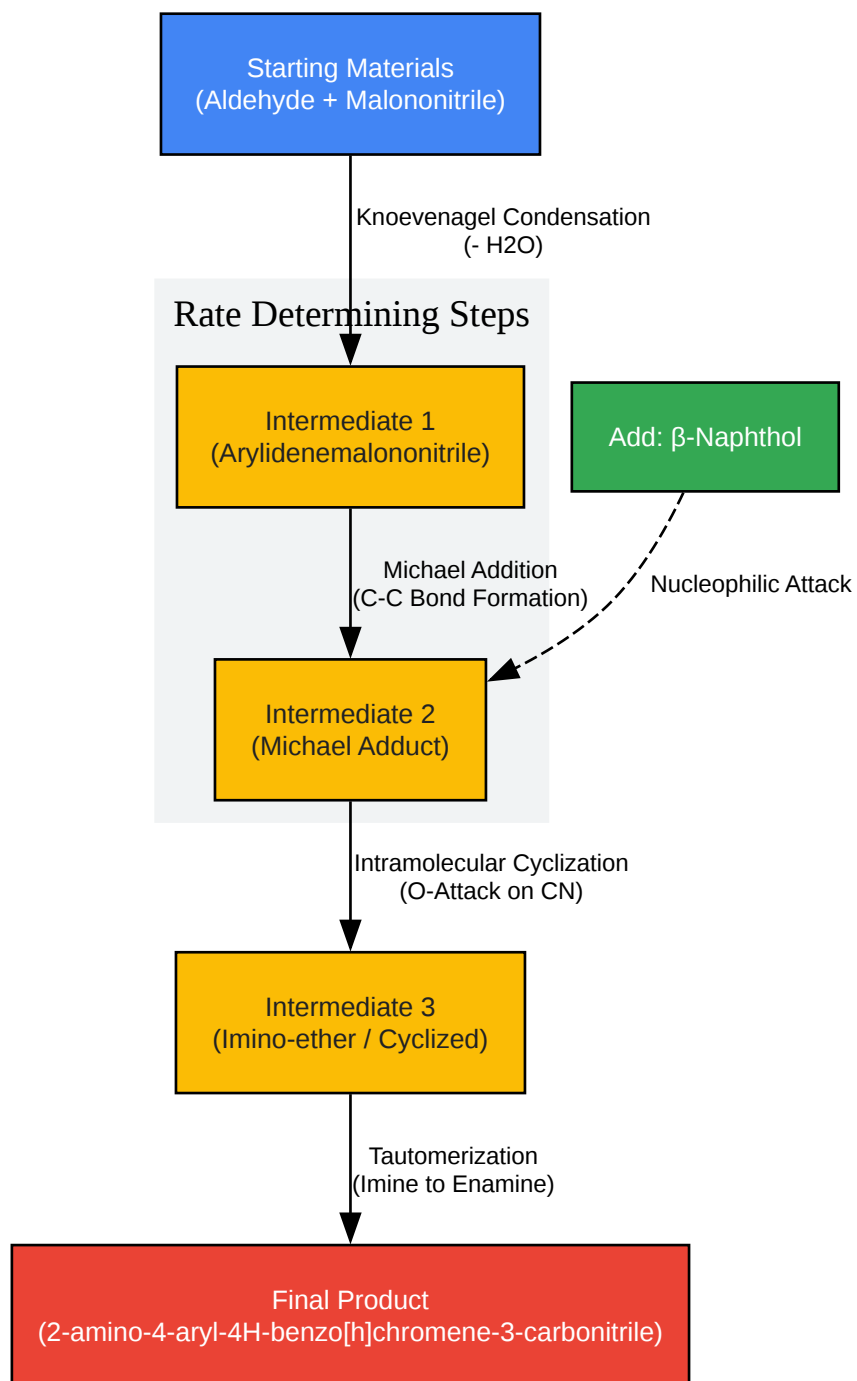 Starting Materials
(Aldehyde + Malononitrile)
Knoevenagel Condensation
(- H2O)
Rate Determining Steps
Intermediate 1
(Arylidenemalononitrile)
Add: β-Naphthol
Michael Addition
(C-C Bond Formation)
Nucleophilic Attack
Intermediate 2
(Michael Adduct)
Intramolecular Cyclization
(O-Attack on CN)
Intermediate 3
(Imino-ether / Cyclized)
Tautomerization
(Imine to Enamine)
Final Product
(2-amino-4-aryl-4H-benzo[h]chromene-3-carbonitrile)